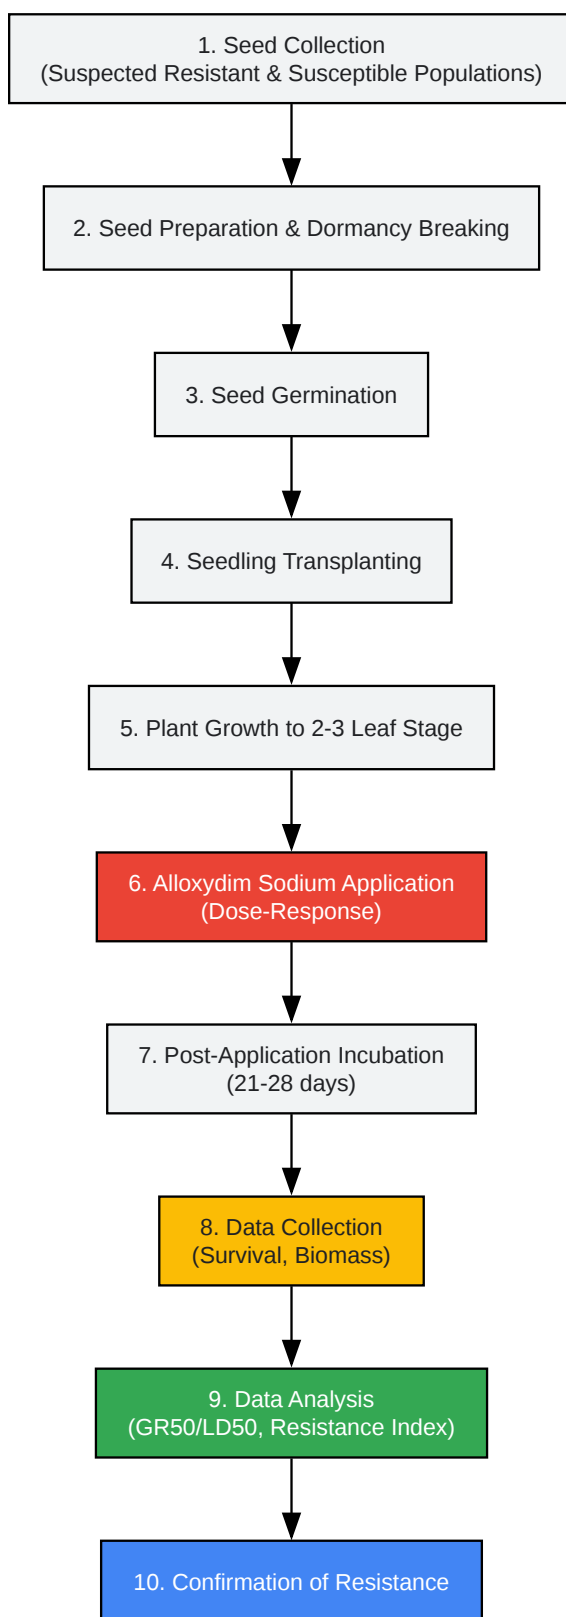 1. Seed Collection
(Suspected Resistant & Susceptible Populations)
2. Seed Preparation & Dormancy Breaking
3. Seed Germination
4. Seedling Transplanting
5. Plant Growth to 2-3 Leaf Stage
6. Alloxydim Sodium Application
(Dose-Response)
7. Post-Application Incubation
(21-28 days)
8. Data Collection
(Survival, Biomass)
9. Data Analysis
(GR50/LD50, Resistance Index)
10. Confirmation of Resistance